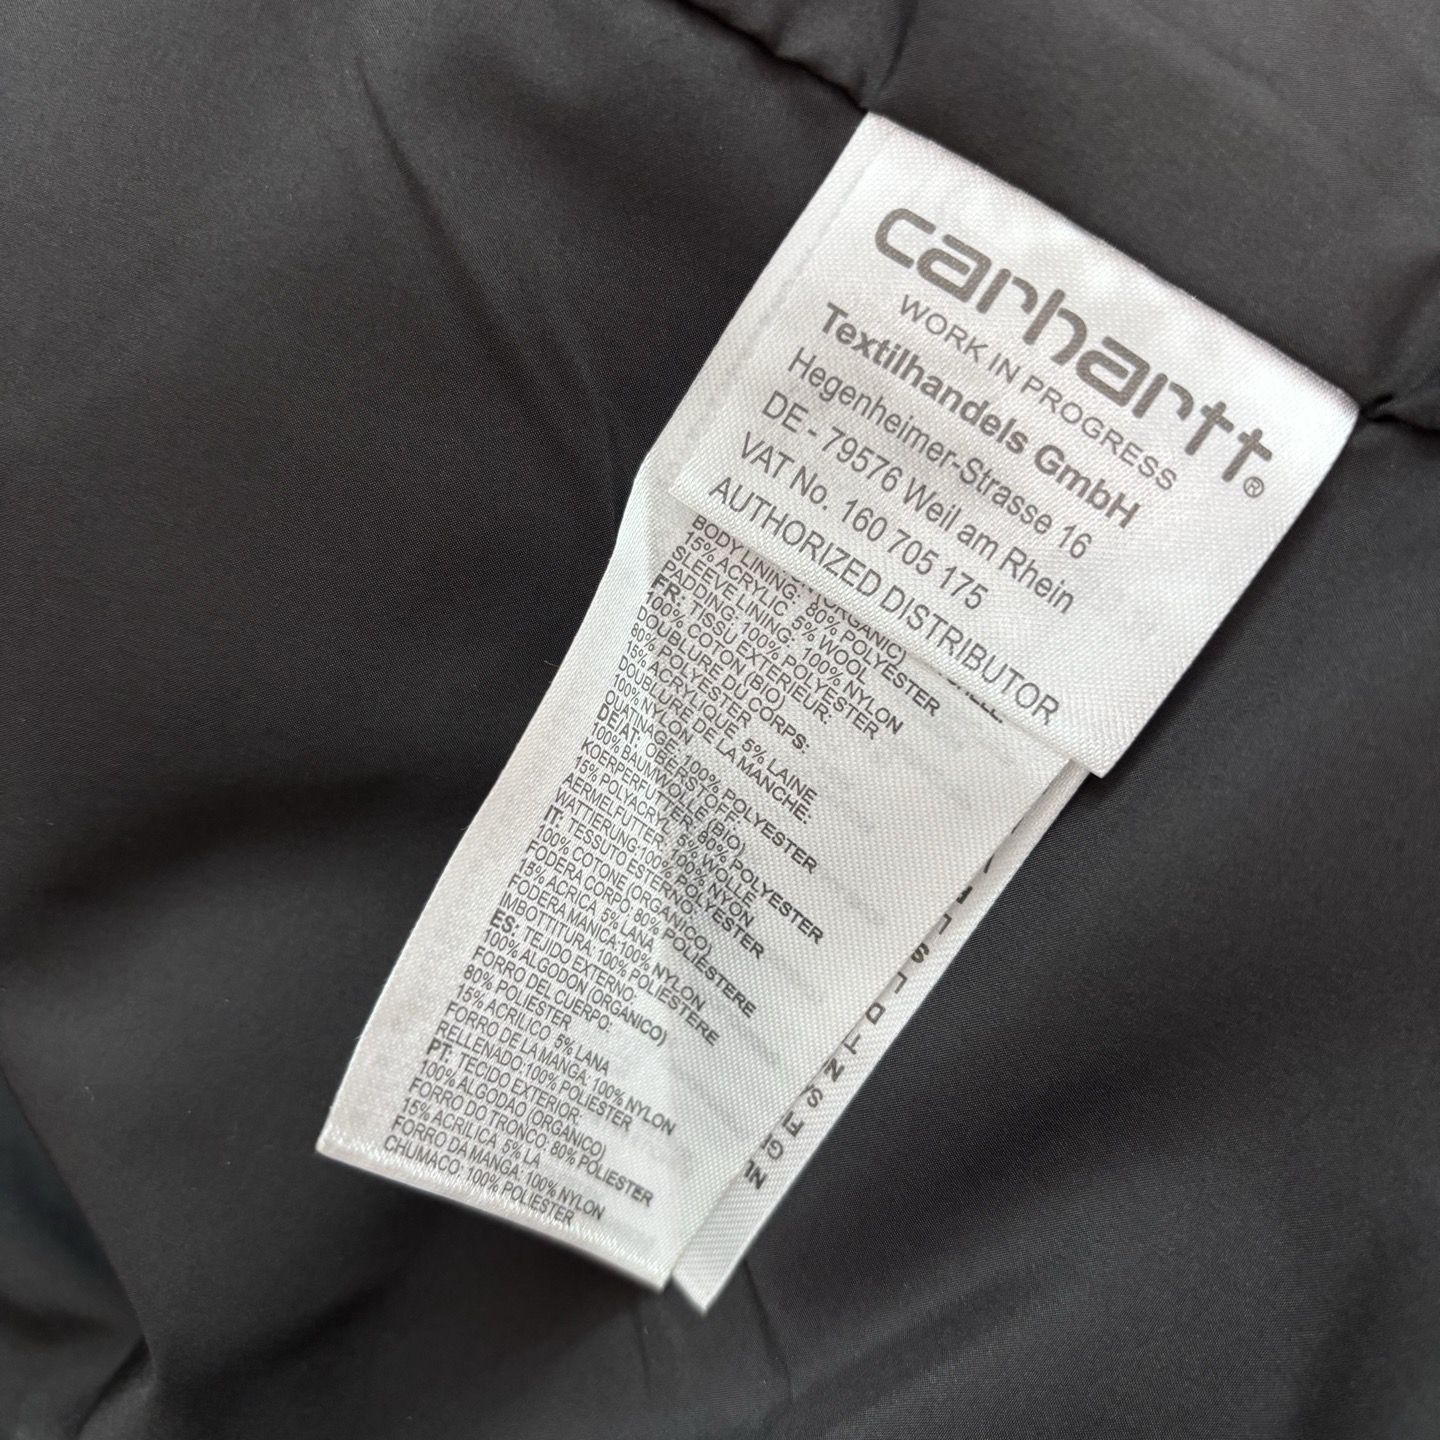 carhartt®
WORK IN PROGRESS
Textilhandels GmbH
Hegenheimer-Strasse 16
DE - 79576 Weil am Rhein
VAT No. 160 705 175
AUTHORIZED DISTRIBUTOR
BODY LINING: 80% POLYESTER
15% ACRYLIC 5% WOOL
SLEEVE LINING: 100% NYLON
PADDING: 100% POLYESTER
FR: TISSU EXTERIEUR:
100% COTON (BIO)
DOUBLURE DU CORPS:
80% POLYESTER
15% ACRYLIQUE 5% LAINE
DOUBLURE DE LA MANCHE:
100% NYLON
OUATINAGE: 100% POLYESTER
DE/AT: OBERSTOFF
100% BAUMWOLLE (BIO)
KOERPERFUTTER: 80% POLYESTER
15% POLYACRYL 5% WOLLE
AERMELFUTTER: 100% NYLON
WATTIERUNG:100% POLYESTER
IT: TESSUTO ESTERNO:
100% COTONE (ORGANICO)
FODERA CORPO: 80% POLIESTERE
15% ACRICA 5% LANA
FODERA MANICA:100% NYLON
IMBOTTITURA: 100% POLIESTERE
ES: TEJIDO EXTERNO:
100% ALGODON (ORGANICO)
FORRO DEL CUERPO:
80% POLIESTER
15% ACRILICO 5% LANA
FORRO DE LA MANGA: 100% NYLON
RELLENADO:100% POLIESTER
PT: TECIDO EXTERIOR:
100% ALGODAO (ORGANICO)
FORRO DO TRONCO: 80% POLIESTER
15% ACRILICA 5% LA
FORRO DA MANGA: 100% NYLON
CHUMACO: 100% POLIESTER
NL